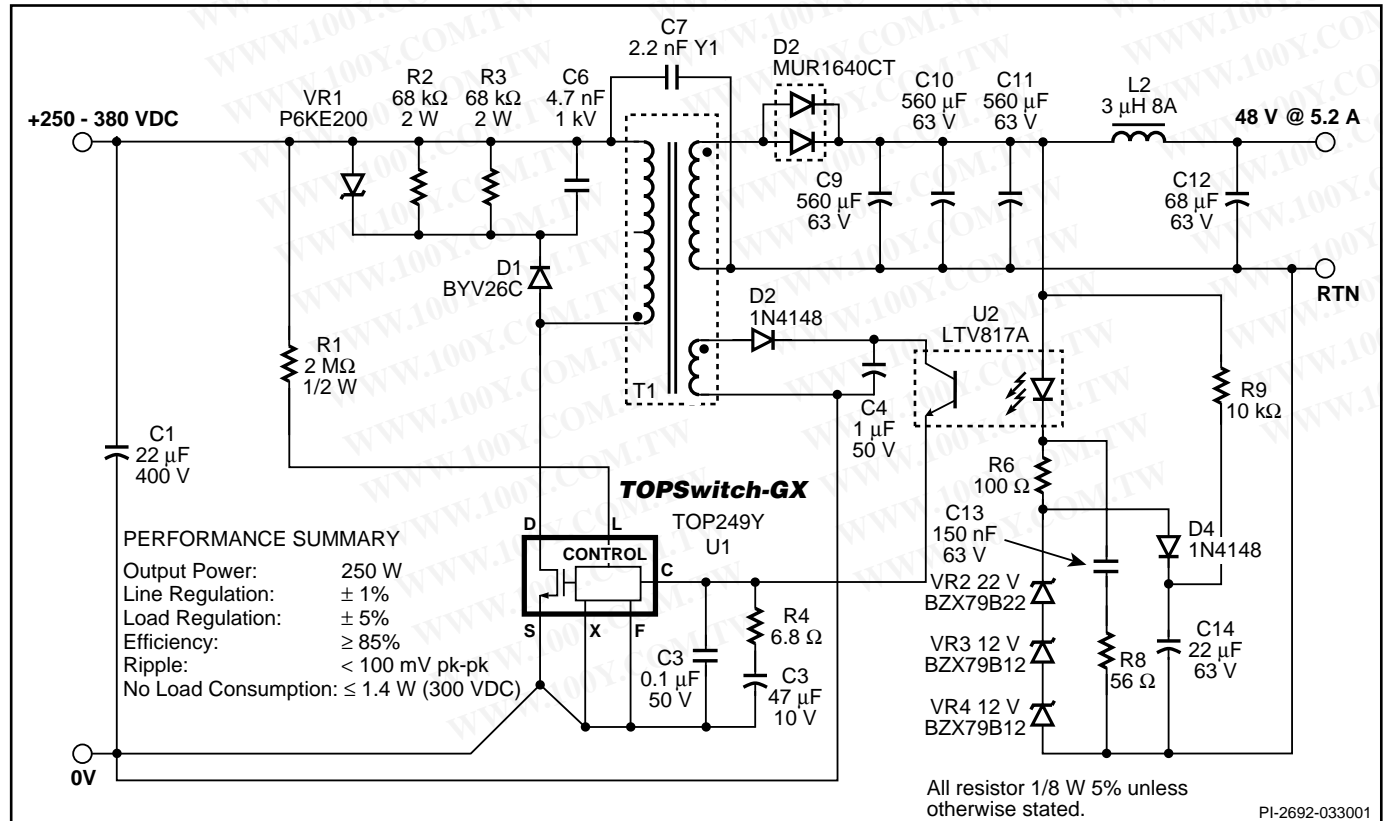 C7
2.2 nF Y1
D2
MUR1640CT
R2
68 kΩ
2 W
R3
68 kΩ
2 W
C6
4.7 nF
1 kV
VR1
P6KE200
C10
560 µF
63 V
C11
560 µF
63 V
L2
3 µH 8A
+250 - 380 VDC
48 V @ 5.2 A
C9
560 µF
63 V
C12
68 µF
63 V
D1
BYV26C
RTN
D2
1N4148
U2
LTV817A
R1
2 MΩ
1/2 W
T1
R9
10 kΩ
C4
1 µF
50 V
C1
22 µF
400 V
R6
100 Ω
TOPSwitch-GX
TOP249Y
U1
D
L
CONTROL
C
S
X
F
C13
150 nF
63 V
D4
1N4148
PERFORMANCE SUMMARY
Output Power: 250 W
Line Regulation: ± 1%
Load Regulation: ± 5%
Efficiency: ≥ 85%
Ripple: < 100 mV pk-pk
No Load Consumption: ≤ 1.4 W (300 VDC)
VR2 22 V
BZX79B22
R4
6.8 Ω
C3
0.1 µF
50 V
C3
47 µF
10 V
VR3 12 V
BZX79B12
R8
56 Ω
C14
22 µF
63 V
VR4 12 V
BZX79B12
0V
All resistor 1/8 W 5% unless
otherwise stated.
PI-2692-033001
WWW.100Y.COM.TW